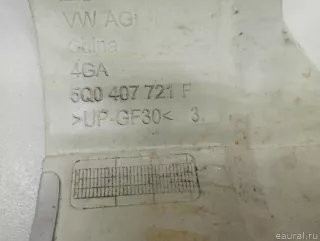 VW AG
China
4GA
5Q0 407 721 F
>UP-GF30< 3.
© eaural.ru